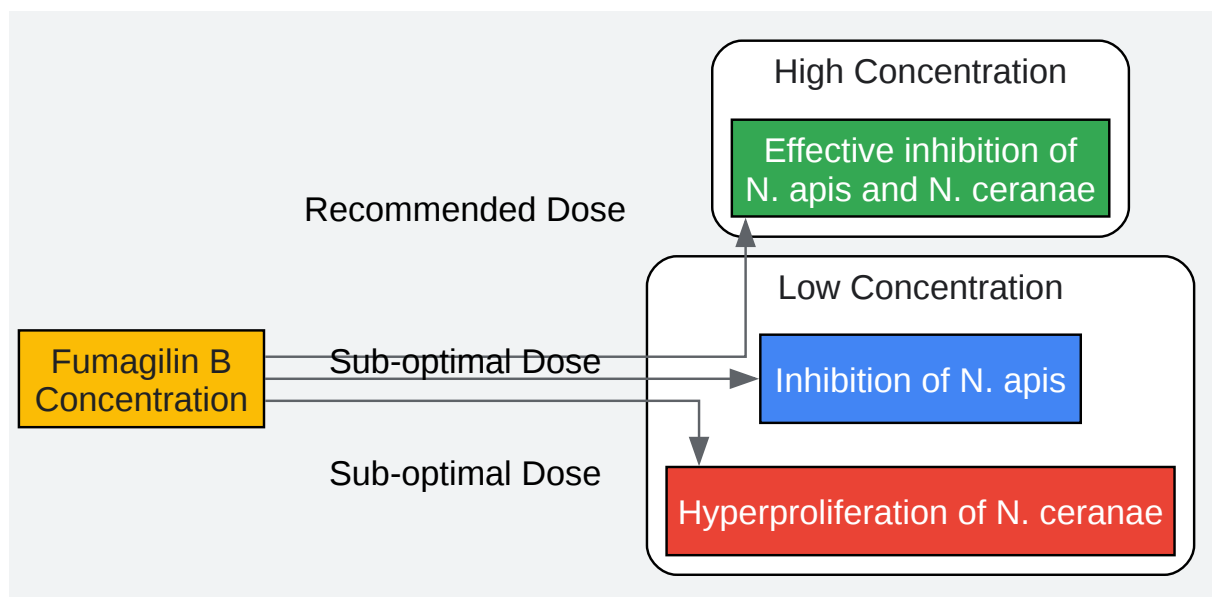 High Concentration
Effective inhibition of
N. apis and N. ceranae
Recommended Dose
Low Concentration
Fumagilin B
Concentration
Sub-optimal Dose
Inhibition of N. apis
Sub-optimal Dose
Hyperproliferation of N. ceranae